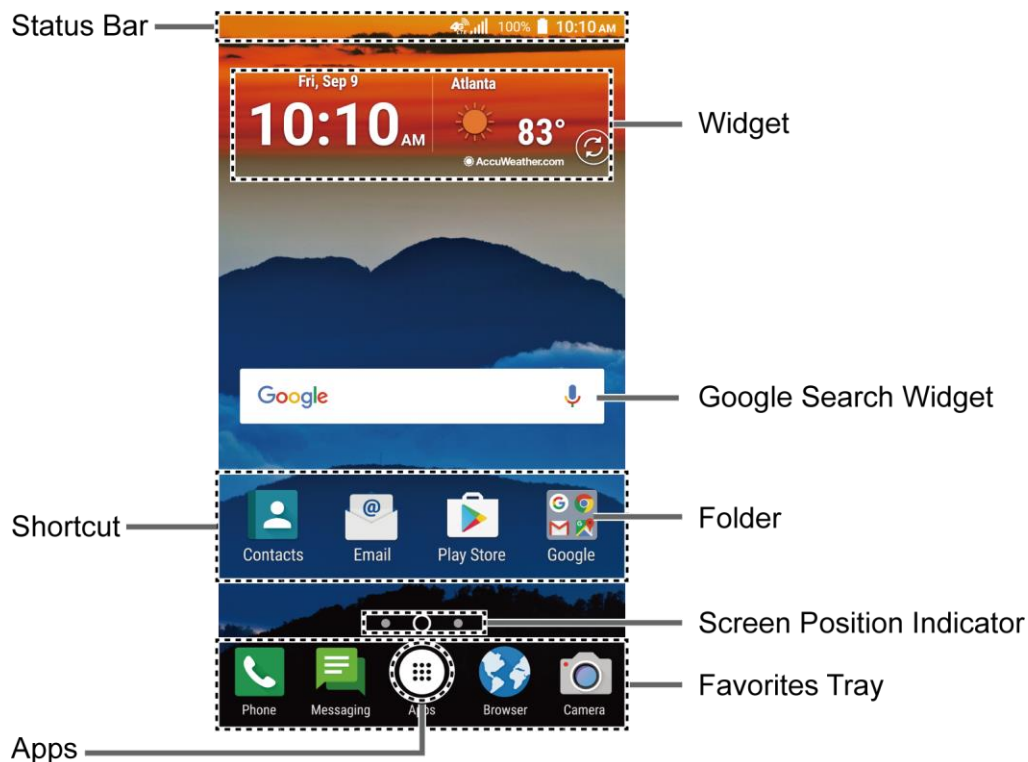 Status Bar
4G LTE 100% 10:10 AM
Fri, Sep 9
10:10 AM
Atlanta
83°
AccuWeather.com
Widget
Google
Google Search Widget
Shortcut
Contacts
@
Email
Play Store
G
Google
Folder
Screen Position Indicator
Phone
Messaging
Apps
Browser
Camera
Favorites Tray
Apps